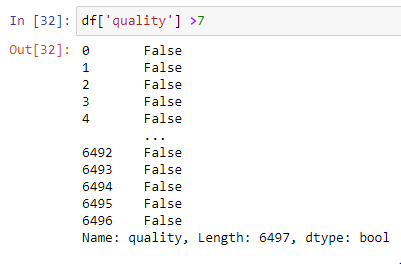 In [32]: df['quality'] >7
Out[32]: 0 False
1 False
2 False
3 False
4 False
...
6492 False
6493 False
6494 False
6495 False
6496 False
Name: quality, Length: 6497, dtype: bool